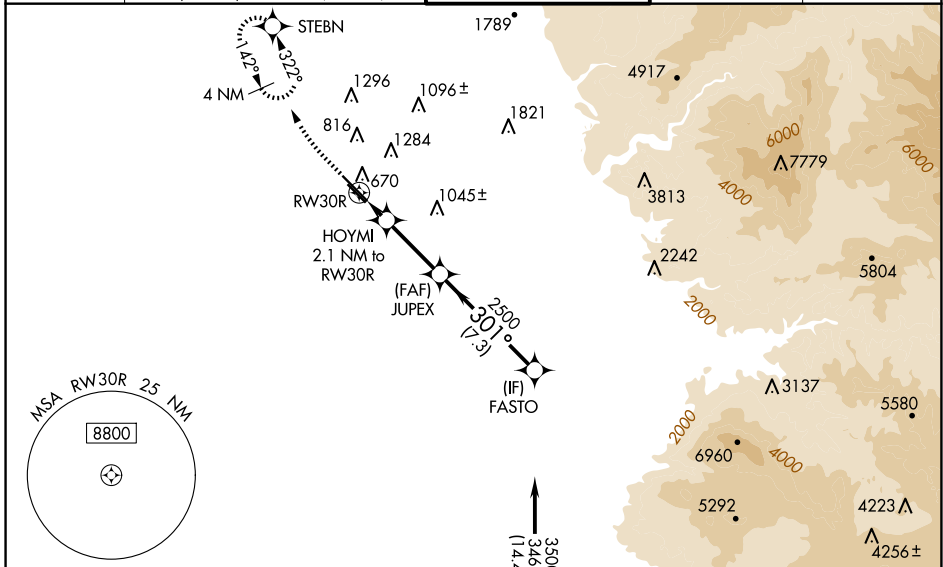 STEBN
1789
142°
322°
4 NM
4917
1296
1096±
1821
816
1284
6000
7779
6000
670
4000
3813
RW30R
1045±
HOYMI
2.1 NM to
RW30R
2242
5804
(FAF)
JUPEX
2500
301°
(7.3)
2000
(IF)
FASTO
3137
MSA RW30R 25 NM
8800
2000
5580
6960
4000
5292
4223
4256±
346